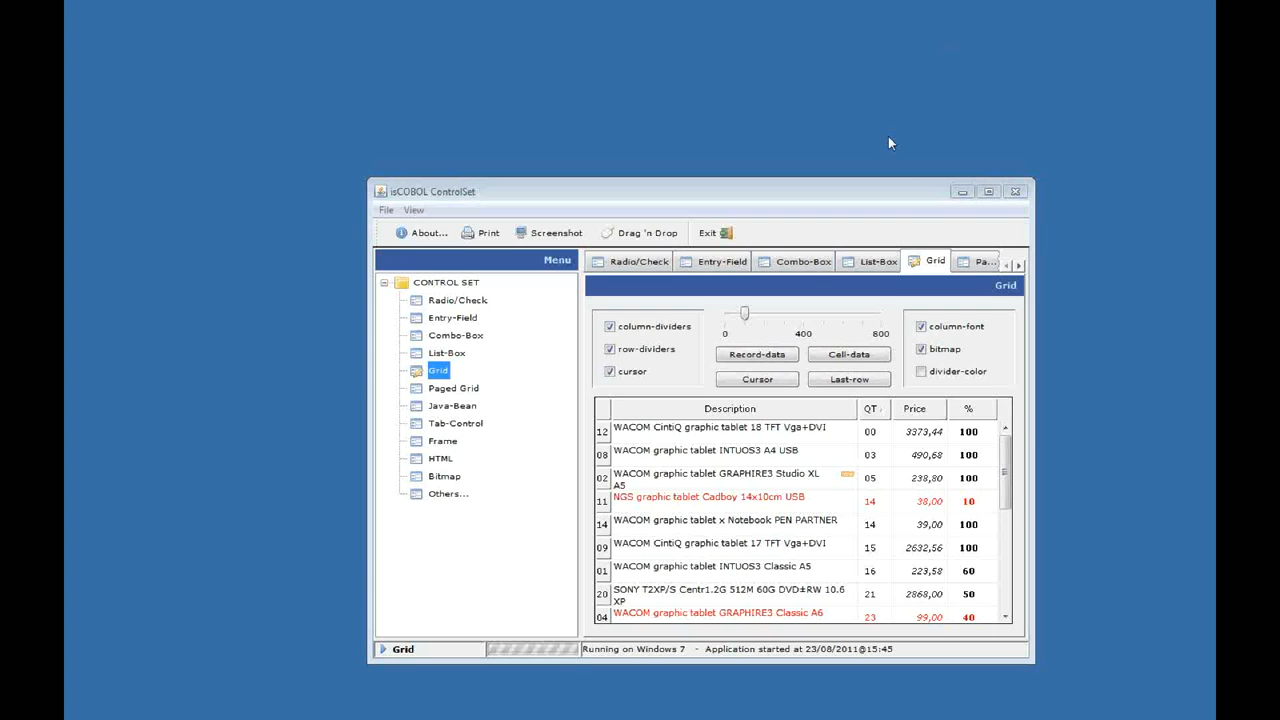 isCOBOL ControlSet
File View
About... Print Screenshot Drag 'n Drop Exit
Menu
CONTROL SET
Radio/Check
Entry-Field
Combo-Box
List-Box
Grid
Paged Grid
Java-Bean
Tab-Control
Frame
HTML
Bitmap
Others...
Radio/Check Entry-Field Combo-Box List-Box Grid Pa...
Grid
column-dividers
row-dividers
cursor
0 400 800
Record-data Cell-data
Cursor Last-row
column-font
bitmap
divider-color
Description QT Price %
12 WACOM CintiQ graphic tablet 18 TFT Vga+DVI 00 3373,44 100
08 WACOM graphic tablet INTUOS3 A4 USB 03 490,68 100
02 WACOM graphic tablet GRAPHIRE3 Studio XL A5 05 238,80 100
11 NGS graphic tablet Cadboy 14x10cm USB 14 38,00 10
14 WACOM graphic tablet x Notebook PEN PARTNER 14 39,00 100
09 WACOM CintiQ graphic tablet 17 TFT Vga+DVI 15 2632,56 100
01 WACOM graphic tablet INTUOS3 Classic A5 16 223,58 60
20 SONY T2XP/S Centr1.2G 512M 60G DVD±RW 10.6 XP 21 2868,00 50
04 WACOM graphic tablet GRAPHIRE3 Classic A6 23 99,00 40
Grid
Running on Windows 7 - Application started at 23/08/2011@15:45